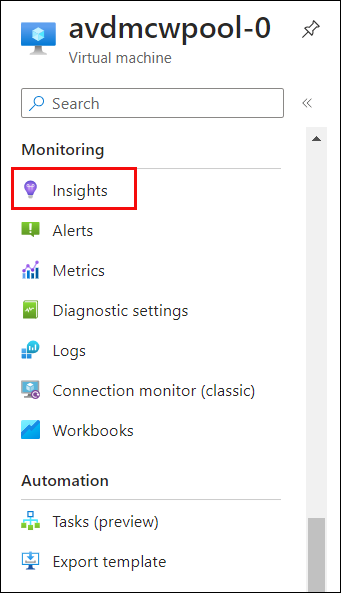 avdmcwpool-0
Virtual machine
Search
Monitoring
Insights
Alerts
Metrics
Diagnostic settings
Logs
Connection monitor (classic)
Workbooks
Automation
Tasks (preview)
Export template